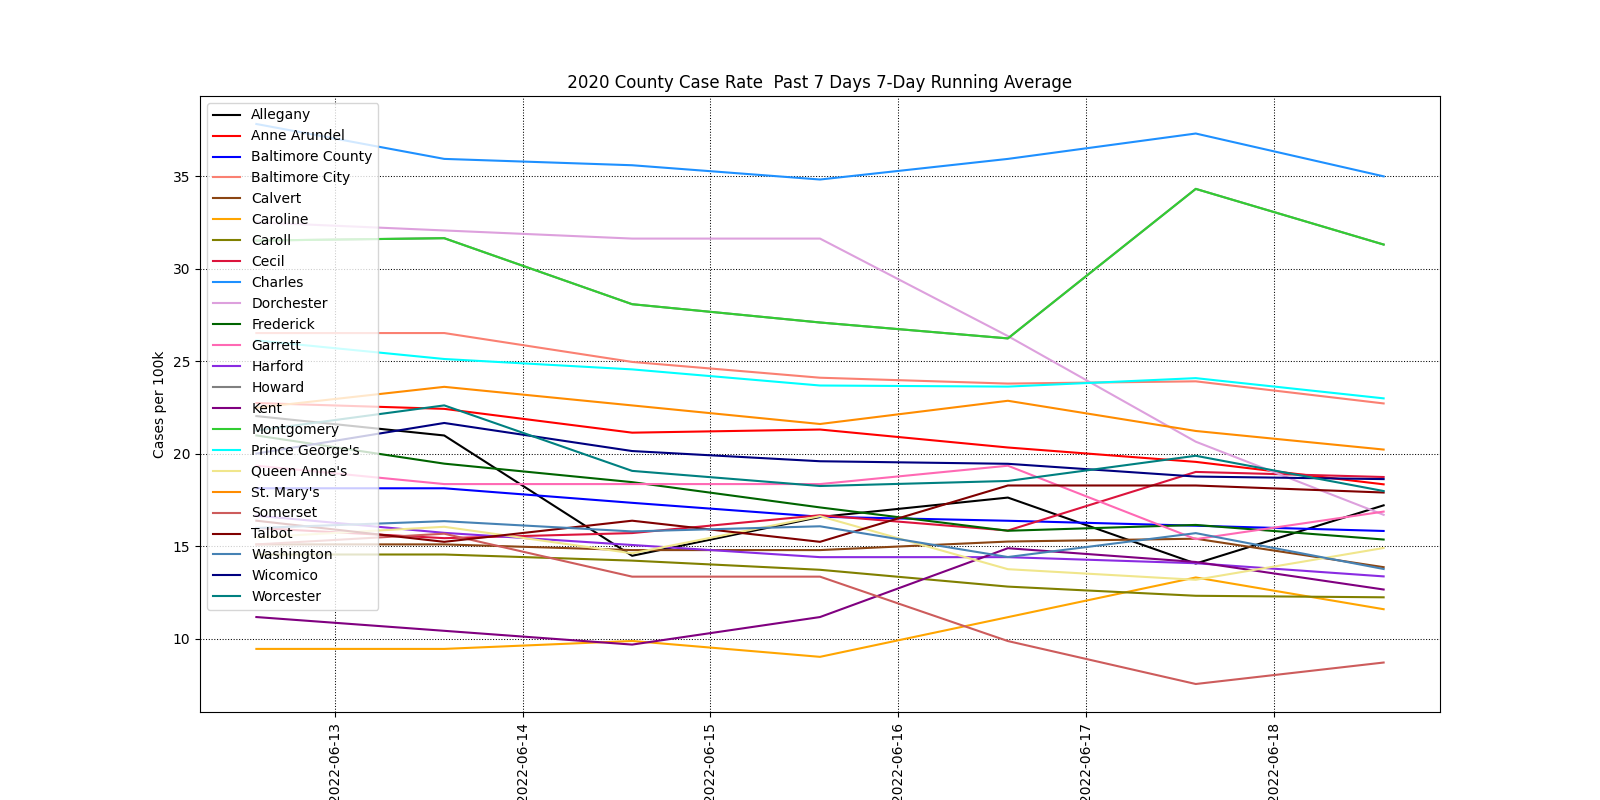 2020 County Case Rate  Past 7 Days 7-Day Running Average
Cases per 100k
35
30
25
20
15
10
Allegany
Anne Arundel
Baltimore County
Baltimore City
Calvert
Caroline
Caroll
Cecil
Charles
Dorchester
Frederick
Garrett
Harford
Howard
Kent
Montgomery
Prince George's
Queen Anne's
St. Mary's
Somerset
Talbot
Washington
Wicomico
Worcester
2022-06-13
2022-06-14
2022-06-15
2022-06-16
2022-06-17
2022-06-18